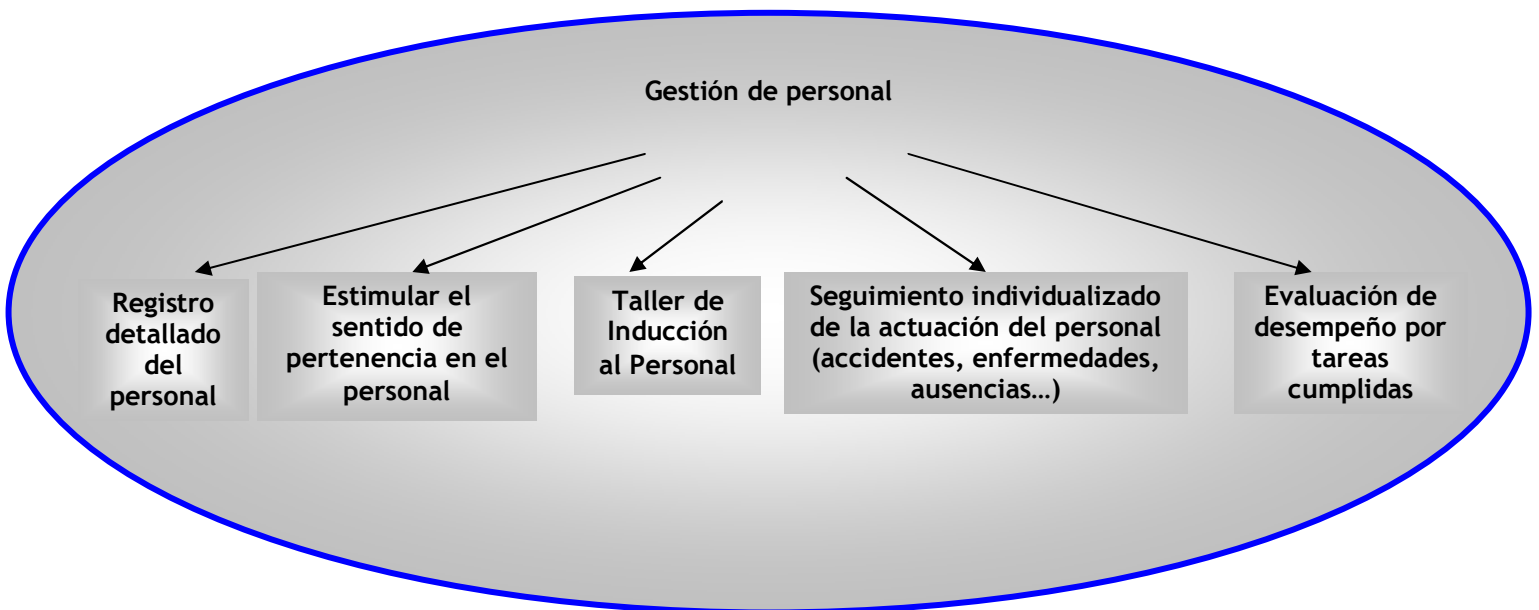 Gestión de personal
Registro
detallado
del
personal
Estimular el
sentido de
pertenencia en el
personal
Taller de
Inducción
al Personal
Seguimiento individualizado
de la actuación del personal
(accidentes, enfermedades,
ausencias…)
Evaluación de
desempeño por
tareas
cumplidas